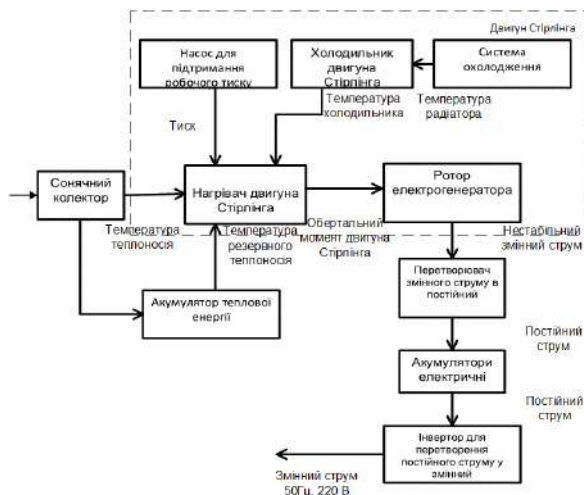 Двигун Стірлінга
Насос для
підтримання
робочого тиску
Холодильник
двигуна
Стірлінга
Система
охолодження
Температура
холодильника
Температура
радіатора
Тиск
Сонячний
колектор
Нагрівач двигуна
Стірлінга
Ротор
електрогенератора
Температура
теплоносія
Температура
резервного
теплоносія
Обертальний
момент двигуна
Стірлінга
Нестабільний
змінний струм
Акумулятор теплової
енергії
Перетворювач
змінного струму в
постійний
Постійний
струм
Акумулятори
електричні
Постійний
струм
Інвертор для
перетворення
постійного струму у
змінний
Змінний струм
50Гц, 220 В